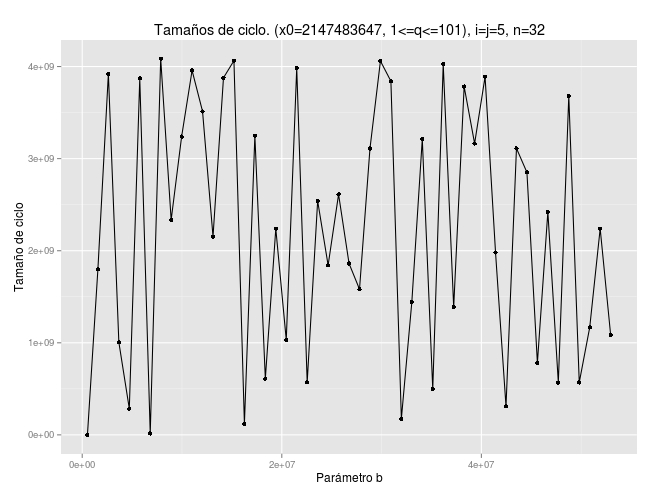 Tamaños de ciclo. (x0=2147483647, 1<=q<=101), i=j=5, n=32
Tamaño de ciclo
4e+09
3e+09
2e+09
1e+09
0e+00
0e+00 2e+07 4e+07
Parámetro b